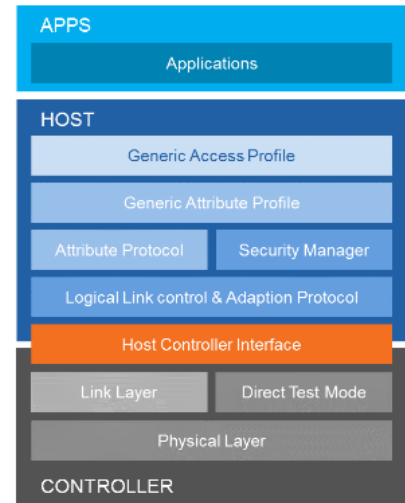 APPS
Applications
HOST
Generic Access Profile
Generic Attribute Profile
Attribute Protocol
Security Manager
Logical Link control & Adaption Protocol
Host Controller Interface
Link Layer
Direct Test Mode
Physical Layer
CONTROLLER